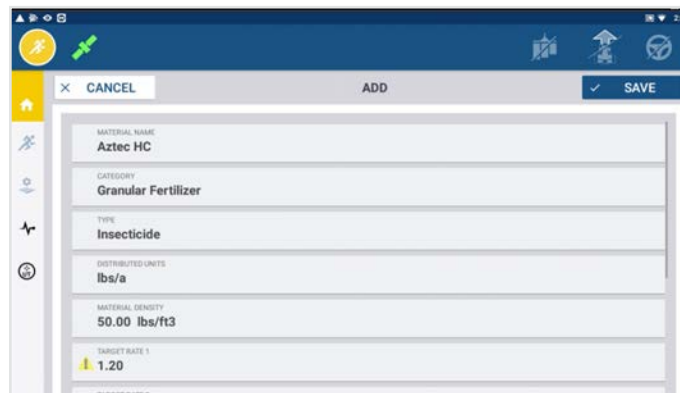 CANCEL
ADD
SAVE
MATERIAL NAME
Aztec HC
CATEGORY
Granular Fertilizer
TYPE
Insecticide
DISTRIBUTED UNITS
lbs/a
MATERIAL DENSITY
50.00 lbs/ft3
TARGET RATE 1
1.20